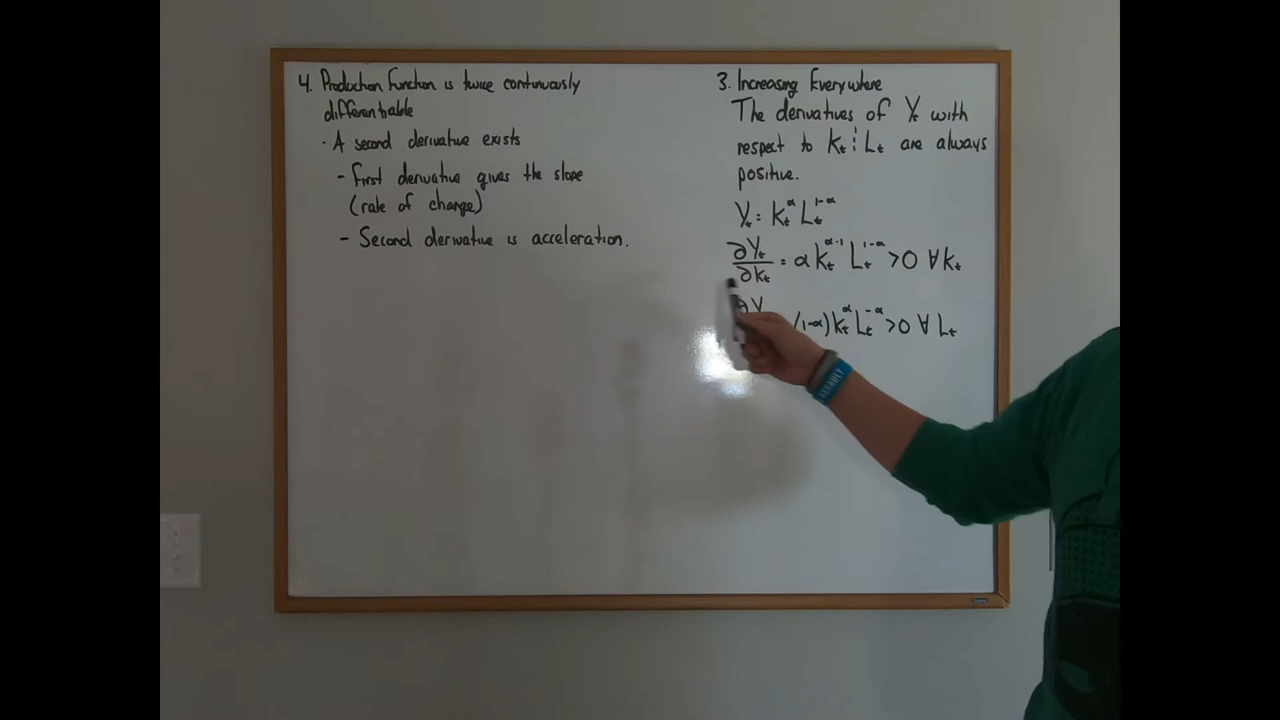 4. Production Function is twice continuously
differentiable
· A second derivative exists
- First derivative gives the slope
(rate of change)
- Second derivative is acceleration.
3. Increasing Everywhere
The derivatives of Yₜ with
respect to Kₜ & Lₜ are always
positive.
Yₜ = Kₜ^α Lₜ^(1-α)
∂Yₜ/∂Kₜ = αKₜ^(α-1) Lₜ^(1-α) >0 ∀ Kₜ
∂Y (1-α)Kₜ^α Lₜ^(-α) >0 ∀ Lₜ
ASSAULT